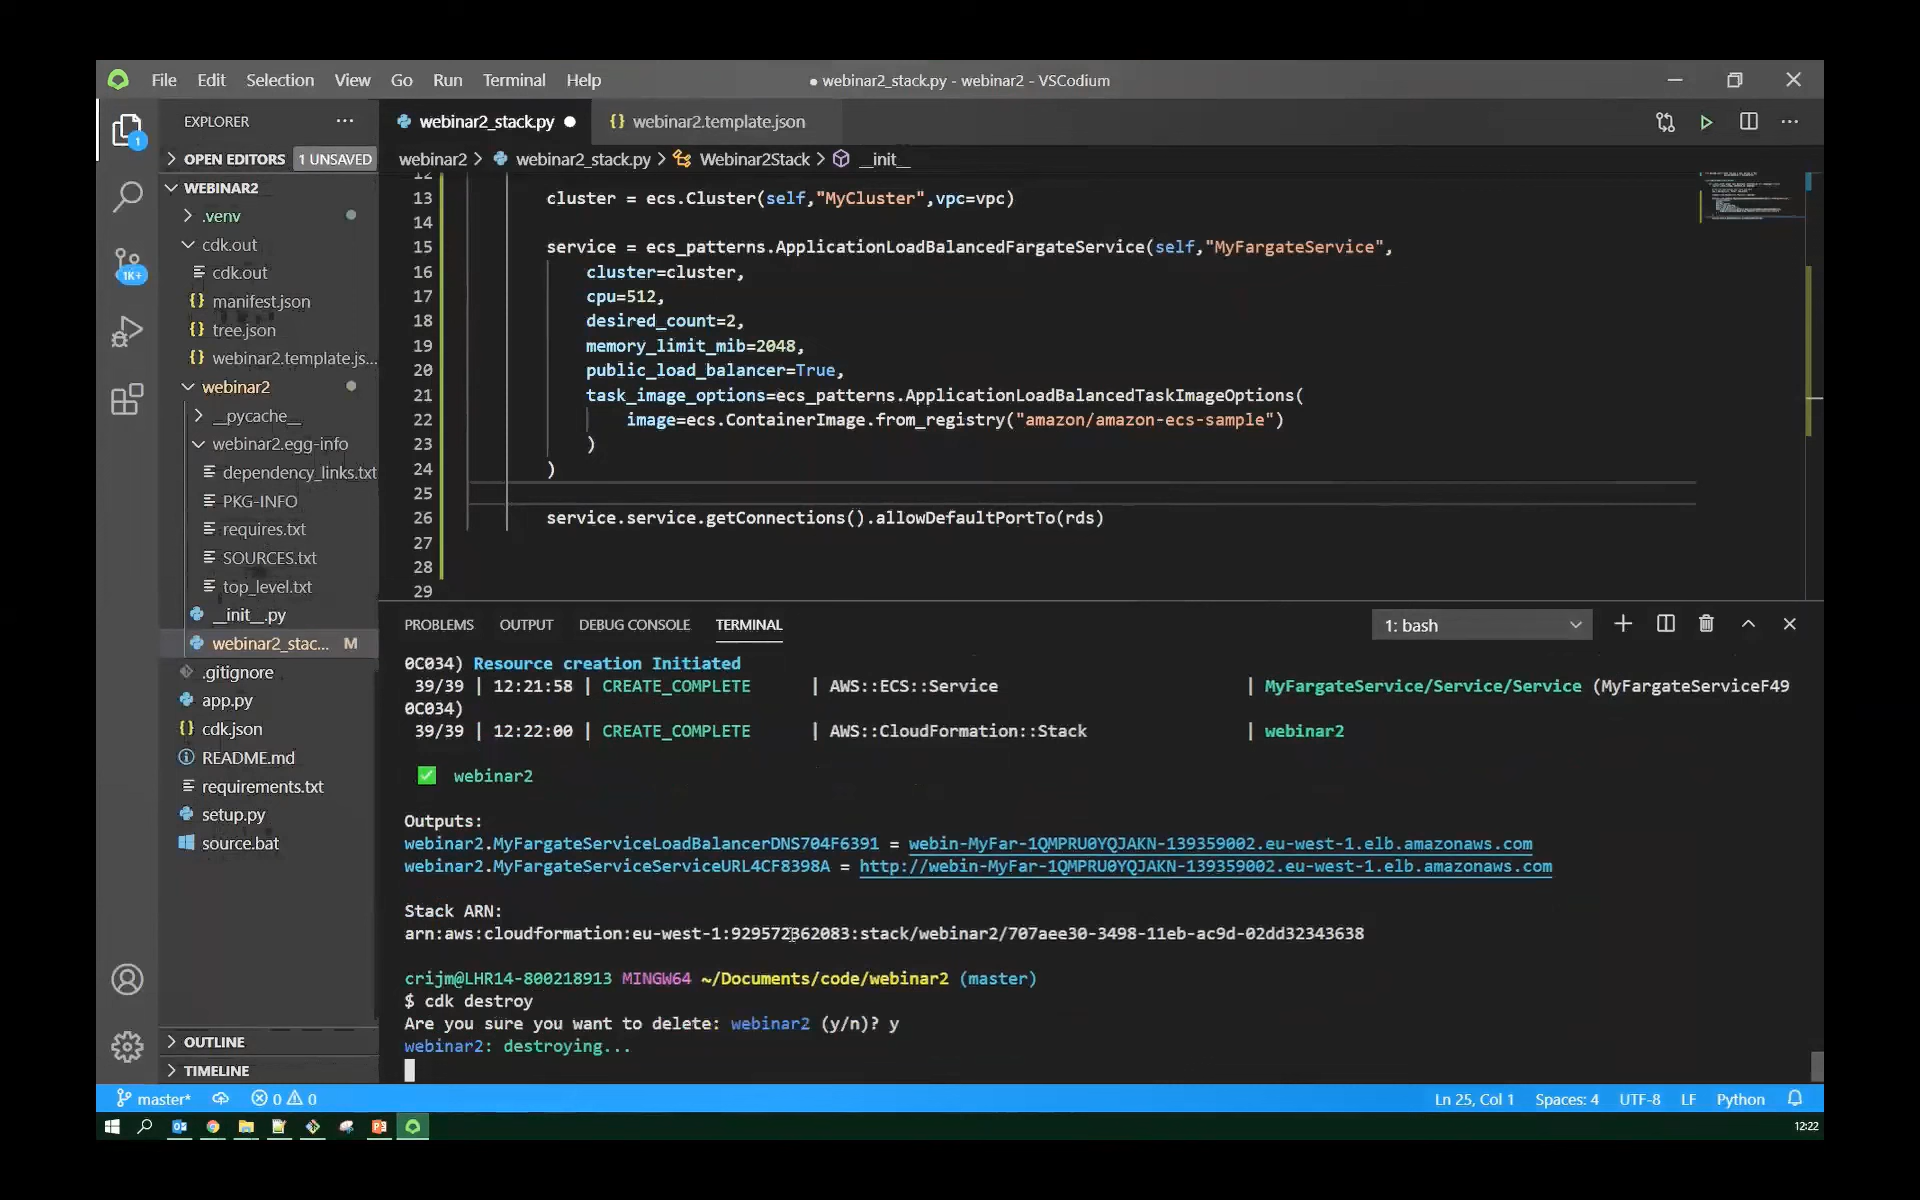 File Edit Selection View Go Run Terminal Help
● webinar2_stack.py - webinar2 - VSCodium
EXPLORER
OPEN EDITORS 1 UNSAVED
WEBINAR2
.venv
cdk.out
cdk.out
manifest.json
tree.json
webinar2.template.js...
webinar2
__pycache__
webinar2.egg-info
dependency_links.txt
PKG-INFO
requires.txt
SOURCES.txt
top_level.txt
__init__.py
webinar2_stac... M
.gitignore
app.py
cdk.json
README.md
requirements.txt
setup.py
source.bat
OUTLINE
TIMELINE
1
1K+
webinar2_stack.py ● {} webinar2.template.json
webinar2 > webinar2_stack.py > Webinar2Stack > __init__
12
13 cluster = ecs.Cluster(self,"MyCluster",vpc=vpc)
14
15 service = ecs_patterns.ApplicationLoadBalancedFargateService(self,"MyFargateService",
16 cluster=cluster,
17 cpu=512,
18 desired_count=2,
19 memory_limit_mib=2048,
20 public_load_balancer=True,
21 task_image_options=ecs_patterns.ApplicationLoadBalancedTaskImageOptions(
22 image=ecs.ContainerImage.from_registry("amazon/amazon-ecs-sample")
23 )
24 )
25
26 service.service.getConnections().allowDefaultPortTo(rds)
27
28
29
PROBLEMS OUTPUT DEBUG CONSOLE TERMINAL 1: bash
0C034) Resource creation Initiated
39/39 | 12:21:58 | CREATE_COMPLETE | AWS::ECS::Service | MyFargateService/Service/Service (MyFargateServiceF49
0C034)
39/39 | 12:22:00 | CREATE_COMPLETE | AWS::CloudFormation::Stack | webinar2
✅ webinar2
Outputs:
webinar2.MyFargateServiceLoadBalancerDNS704F6391 = webin-MyFar-1QMPRU0YQJAKN-139359002.eu-west-1.elb.amazonaws.com
webinar2.MyFargateServiceServiceURL4CF8398A = http://webin-MyFar-1QMPRU0YQJAKN-139359002.eu-west-1.elb.amazonaws.com
Stack ARN:
arn:aws:cloudformation:eu-west-1:929572362083:stack/webinar2/707aee30-3498-11eb-ac9d-02dd32343638
crijm@LHR14-800218913 MINGW64 ~/Documents/code/webinar2 (master)
$ cdk destroy
Are you sure you want to delete: webinar2 (y/n)? y
webinar2: destroying...
master* 0 0 Ln 25, Col 1 Spaces: 4 UTF-8 LF Python
12:22